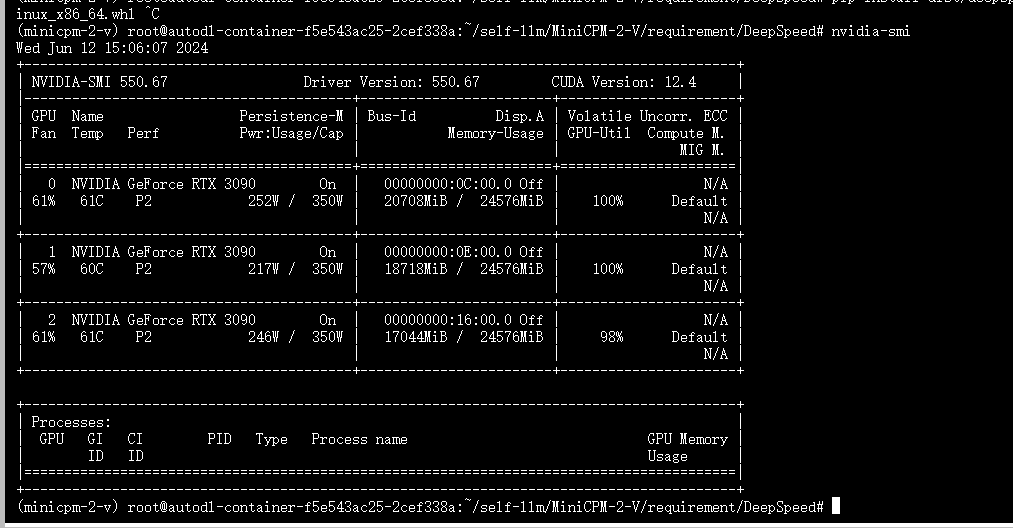 inux_x86_64.whl ^C
(minicpm-2-v) root@autodl-container-f5e543ac25-2cef338a:~/self-llm/MiniCPM-2-V/requirement/DeepSpeed# nvidia-smi
Wed Jun 12 15:06:07 2024
+-----------------------------------------------------------------------------------------+
| NVIDIA-SMI 550.67                 Driver Version: 550.67         CUDA Version: 12.4     |
|-----------------------------------------+------------------------+----------------------+
| GPU  Name                 Persistence-M | Bus-Id          Disp.A | Volatile Uncorr. ECC |
| Fan  Temp   Perf          Pwr:Usage/Cap |           Memory-Usage | GPU-Util  Compute M. |
|                                         |                        |               MIG M. |
|=========================================+========================+======================|
|   0  NVIDIA GeForce RTX 3090        On  |   00000000:0C:00.0 Off |                  N/A |
| 61%   61C    P2            252W /  350W |   20708MiB /  24576MiB |    100%      Default |
|                                         |                        |                  N/A |
+-----------------------------------------+------------------------+----------------------+
|   1  NVIDIA GeForce RTX 3090        On  |   00000000:0E:00.0 Off |                  N/A |
| 57%   60C    P2            217W /  350W |   18718MiB /  24576MiB |    100%      Default |
|                                         |                        |                  N/A |
+-----------------------------------------+------------------------+----------------------+
|   2  NVIDIA GeForce RTX 3090        On  |   00000000:16:00.0 Off |                  N/A |
| 61%   61C    P2            246W /  350W |   17044MiB /  24576MiB |     98%      Default |
|                                         |                        |                  N/A |
+-----------------------------------------+------------------------+----------------------+
+-----------------------------------------------------------------------------------------+
| Processes:                                                                              |
|  GPU   GI   CI        PID   Type   Process name                              GPU Memory |
|        ID   ID                                                               Usage      |
|=========================================================================================|
+-----------------------------------------------------------------------------------------+
(minicpm-2-v) root@autodl-container-f5e543ac25-2cef338a:~/self-llm/MiniCPM-2-V/requirement/DeepSpeed#